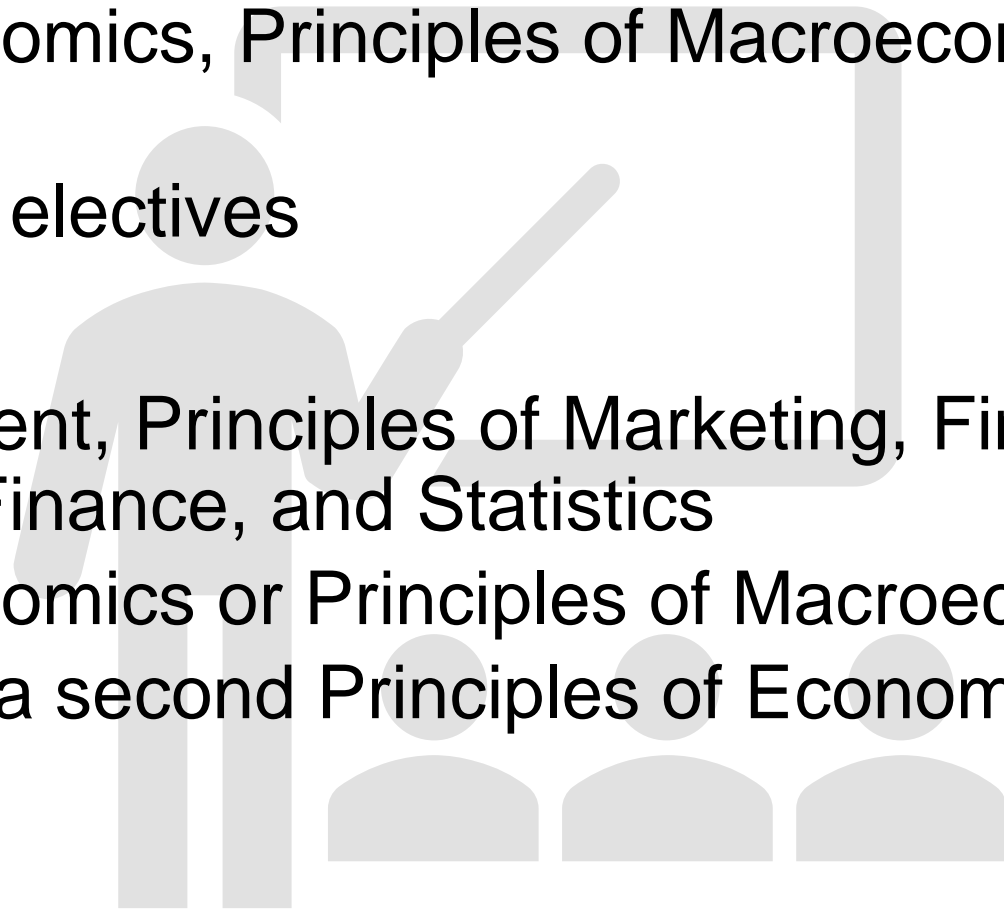 omics, Principles of Macroecon
electives
ent, Principles of Marketing, Fin
Finance, and Statistics
omics or Principles of Macroec
a second Principles of Econom